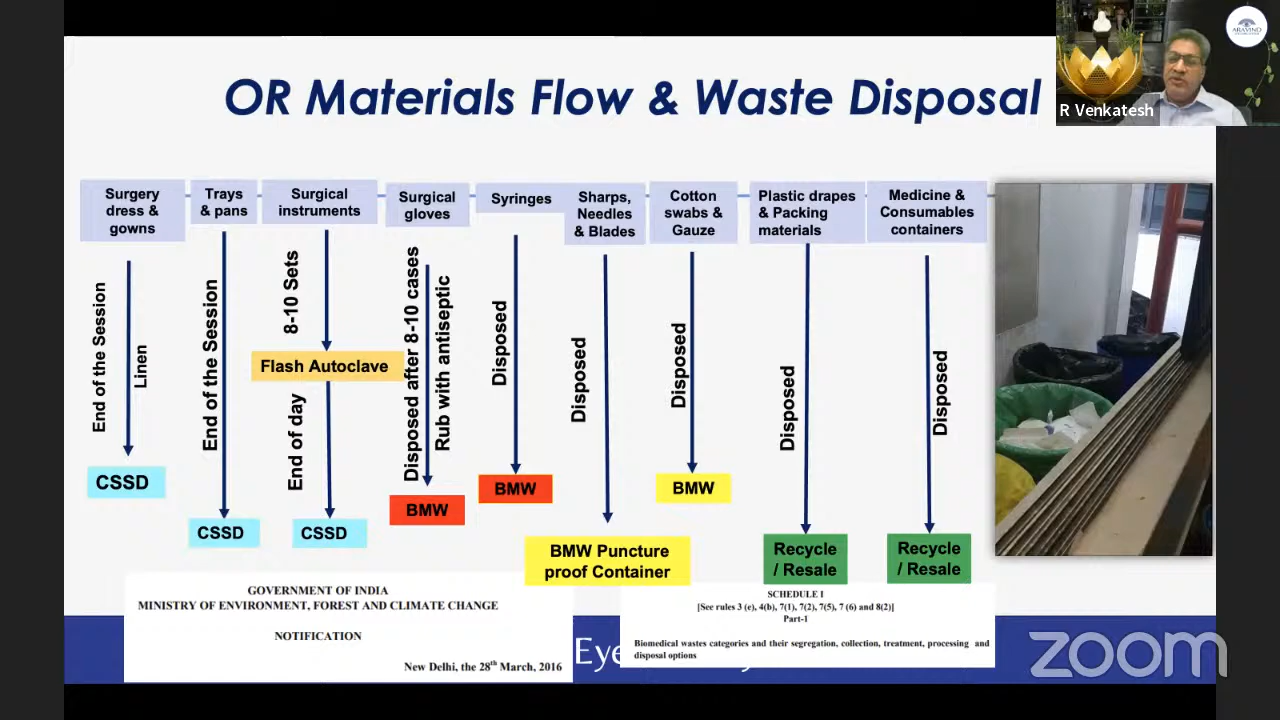 OR Materials Flow & Waste Disposal
ARAVIND
R Venkatesh
Surgery
dress &
gowns
Trays
& pans
Surgical
instruments
Surgical
gloves
Syringes
Sharps,
Needles
& Blades
Cotton
swabs &
Gauze
Plastic drapes
& Packing
materials
Medicine &
Consumables
containers
End of the Session
Linen
End of the Session
8-10 Sets
Flash Autoclave
End of day
Disposed after 8-10 cases
Rub with antiseptic
Disposed
Disposed
Disposed
Disposed
Disposed
CSSD
CSSD
CSSD
BMW
BMW
BMW Puncture
proof Container
BMW
Recycle
/ Resale
Recycle
/ Resale
GOVERNMENT OF INDIA
MINISTRY OF ENVIRONMENT, FOREST AND CLIMATE CHANGE
NOTIFICATION
New Delhi, the 28th March, 2016
SCHEDULE I
[See rules 3 (e), 4(b), 7(1), 7(2), 7(5), 7 (6) and 8(2)]
Part-1
Biomedical wastes categories and their segregation, collection, treatment, processing and
disposal options
Eye
zoom